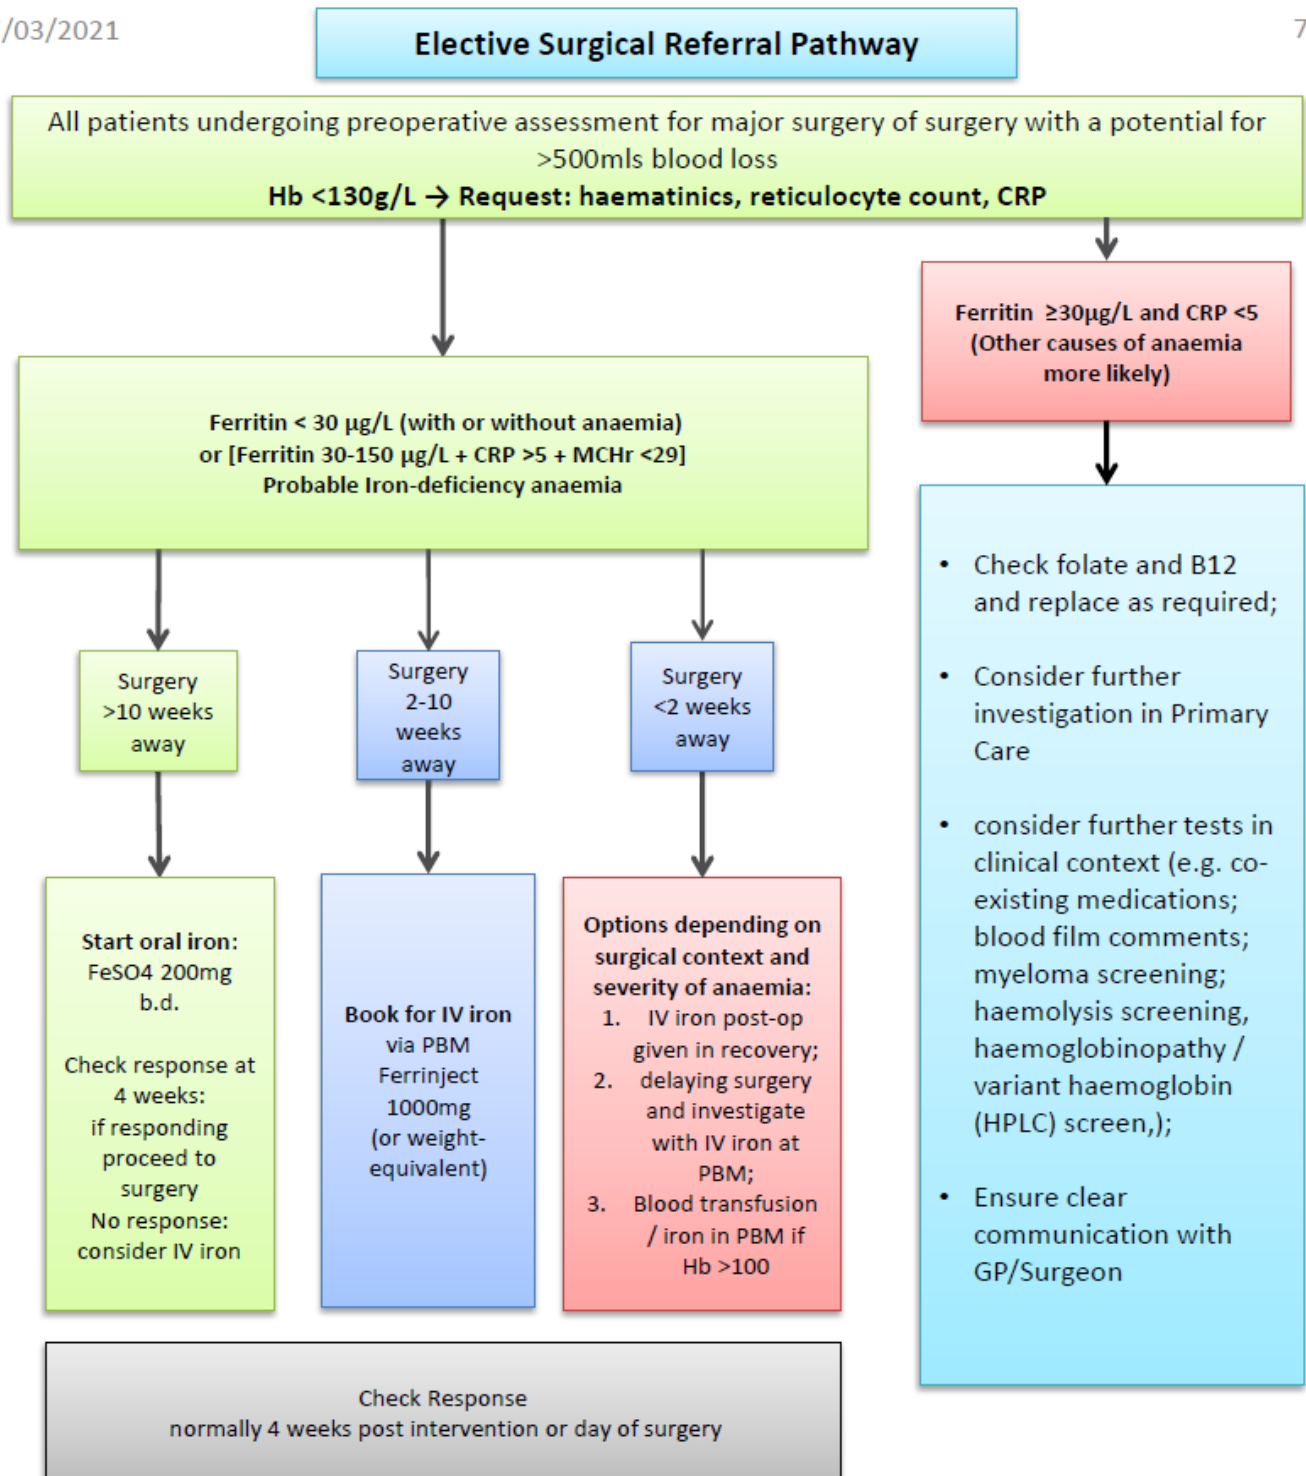 /03/2021
7
Elective Surgical Referral Pathway
All patients undergoing preoperative assessment for major surgery of surgery with a potential for
>500mls blood loss
Hb <130g/L → Request: haematinics, reticulocyte count, CRP
Ferritin < 30 µg/L (with or without anaemia)
or [Ferritin 30-150 µg/L + CRP >5 + MCHr <29]
Probable Iron-deficiency anaemia
Surgery
>10 weeks
away
Start oral iron:
FeSO4 200mg
b.d.
Check response at
4 weeks:
if responding
proceed to
surgery
No response:
consider IV iron
Surgery
2-10
weeks
away
Book for IV iron
via PBM
Ferrinject
1000mg
(or weight-
equivalent)
Surgery
<2 weeks
away
Options depending on
surgical context and
severity of anaemia:
1. IV iron post-op
given in recovery;
2. delaying surgery
and investigate
with IV iron at
PBM;
3. Blood transfusion
/ iron in PBM if
Hb >100
Check Response
normally 4 weeks post intervention or day of surgery
Ferritin ≥30µg/L and CRP <5
(Other causes of anaemia
more likely)
• Check folate and B12
and replace as required;
• Consider further
investigation in Primary
Care
• consider further tests in
clinical context (e.g. co-
existing medications;
blood film comments;
myeloma screening;
haemolysis screening,
haemoglobinopathy /
variant haemoglobin
(HPLC) screen,);
• Ensure clear
communication with
GP/Surgeon